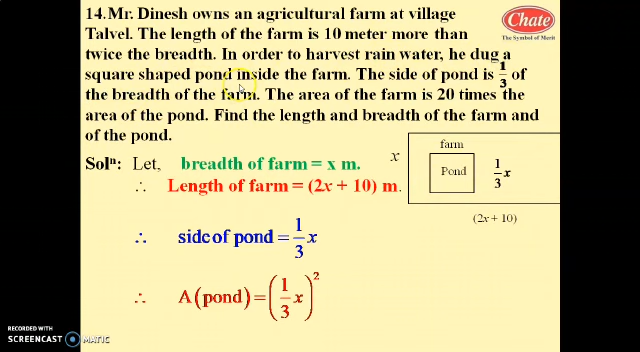 14. Mr. Dinesh owns an agricultural farm at village
Talvel. The length of the farm is 10 meter more than
twice the breadth. In order to harvest rain water, he dug a
square shaped pond inside the farm. The side of pond is 1/3 of
the breadth of the farm. The area of the farm is 20 times the
area of the pond. Find the length and breadth of the farm and
of the pond.
Chate
The Symbol of Merit
Solⁿ: Let, breadth of farm = x m.
∴ Length of farm = (2x + 10) m.
∴ side of pond = 1/3 x
∴ A(pond) = (1/3 x)²
x
farm
Pond
1/3 x
(2x + 10)
RECORDED WITH
SCREENCAST MATIC